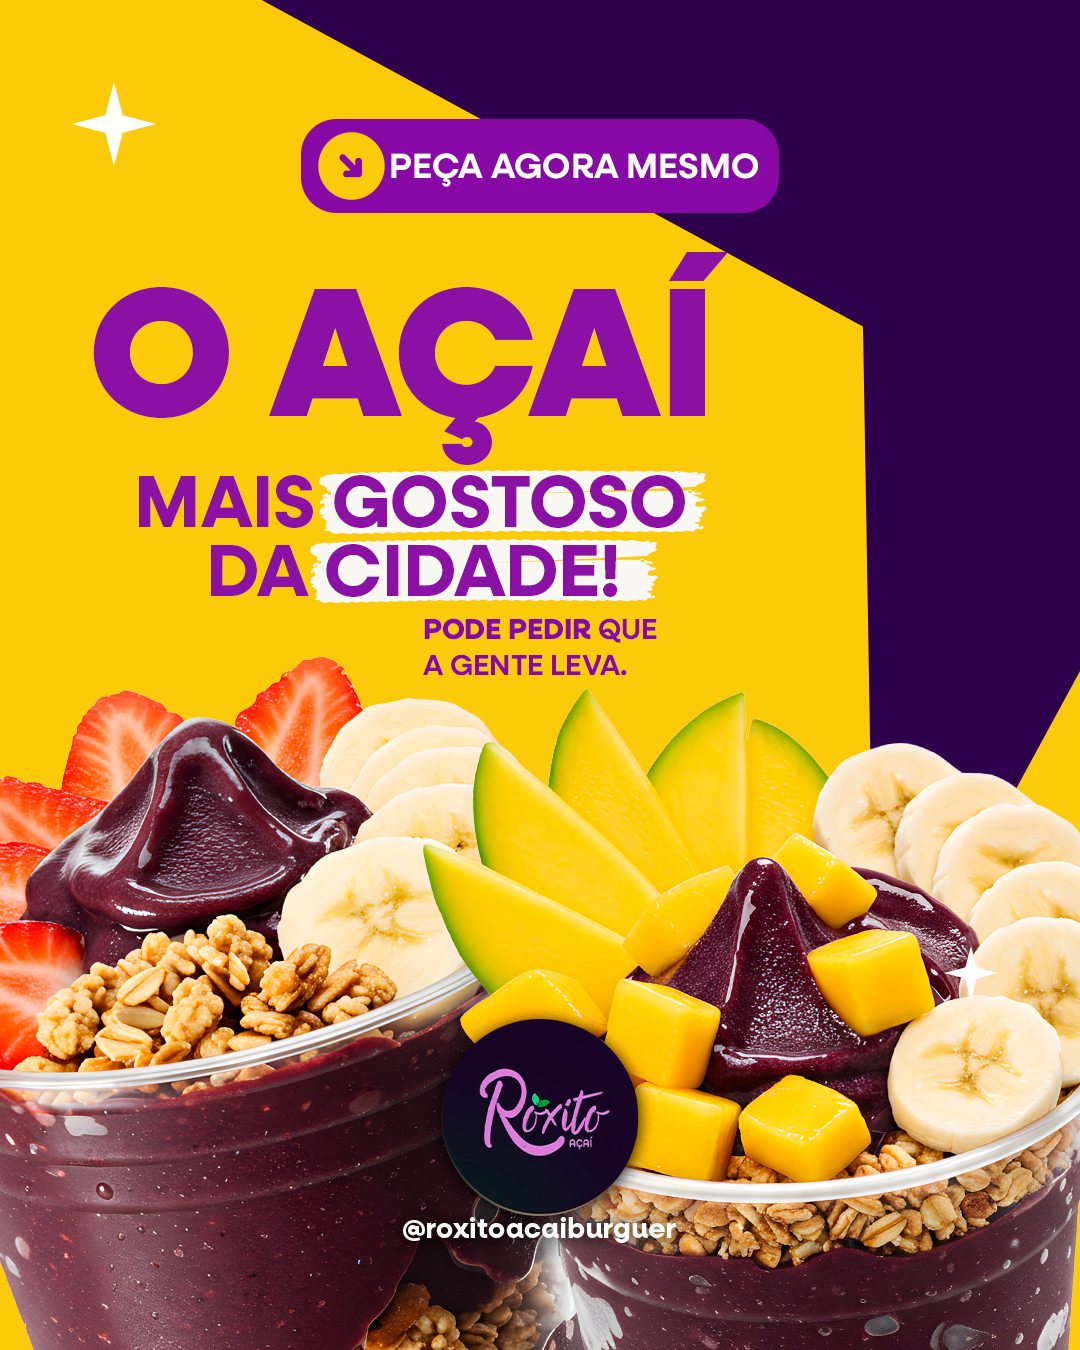 PEÇA AGORA MESMO
O AÇAÍ
MAIS GOSTOSO
DA CIDADE!
PODE PEDIR QUE
A GENTE LEVA.
Roxito
AÇAÍ
@roxitoacaiburguer